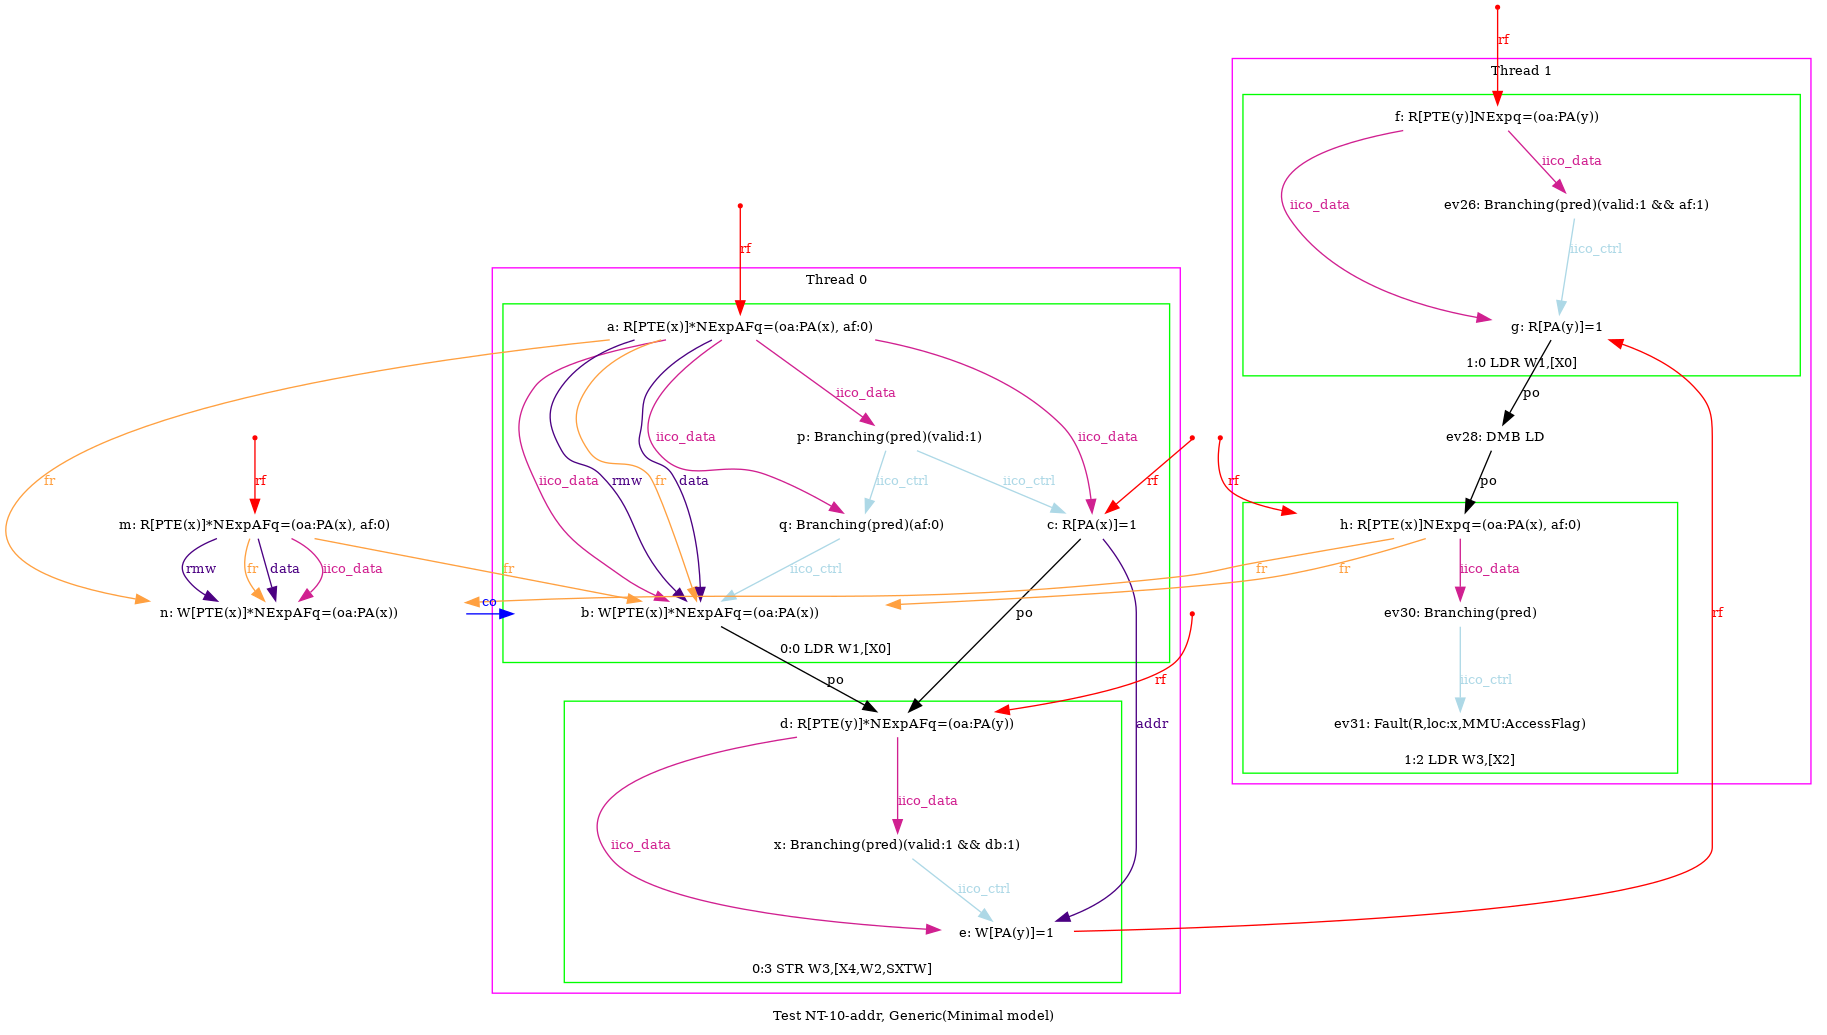 rf
Thread 1
f: R[PTE(y)]NExpq=(oa:PA(y))
iico_data
ev26: Branching(pred)(valid:1 && af:1)
iico_data
iico_ctrl
rf
Thread 0
a: R[PTE(x)]*NExpAFq=(oa:PA(x), af:0)
g: R[PA(y)]=1
1:0 LDR W1,[X0]
iico_data
po
p: Branching(pred)(valid:1)
iico_data
iico_data
ev28: DMB LD
fr
rf
iico_data
rmw
fr
data
iico_ctrl
iico_ctrl
rf
rf
po
m: R[PTE(x)]*NExpAFq=(oa:PA(x), af:0)
q: Branching(pred)(af:0)
c: R[PA(x)]=1
h: R[PTE(x)]NExpq=(oa:PA(x), af:0)
rmw
fr
data
iico_data
fr
iico_ctrl
fr
fr
iico_data
co
n: W[PTE(x)]*NExpAFq=(oa:PA(x))
b: W[PTE(x)]*NExpAFq=(oa:PA(x))
po
ev30: Branching(pred)
rf
0:0 LDR W1,[X0]
po
rf
iico_ctrl
d: R[PTE(y)]*NExpAFq=(oa:PA(y))
addr
ev31: Fault(R,loc:x,MMU:AccessFlag)
1:2 LDR W3,[X2]
iico_data
iico_data
x: Branching(pred)(valid:1 && db:1)
iico_ctrl
e: W[PA(y)]=1
0:3 STR W3,[X4,W2,SXTW]
Test NT-10-addr, Generic(Minimal model)